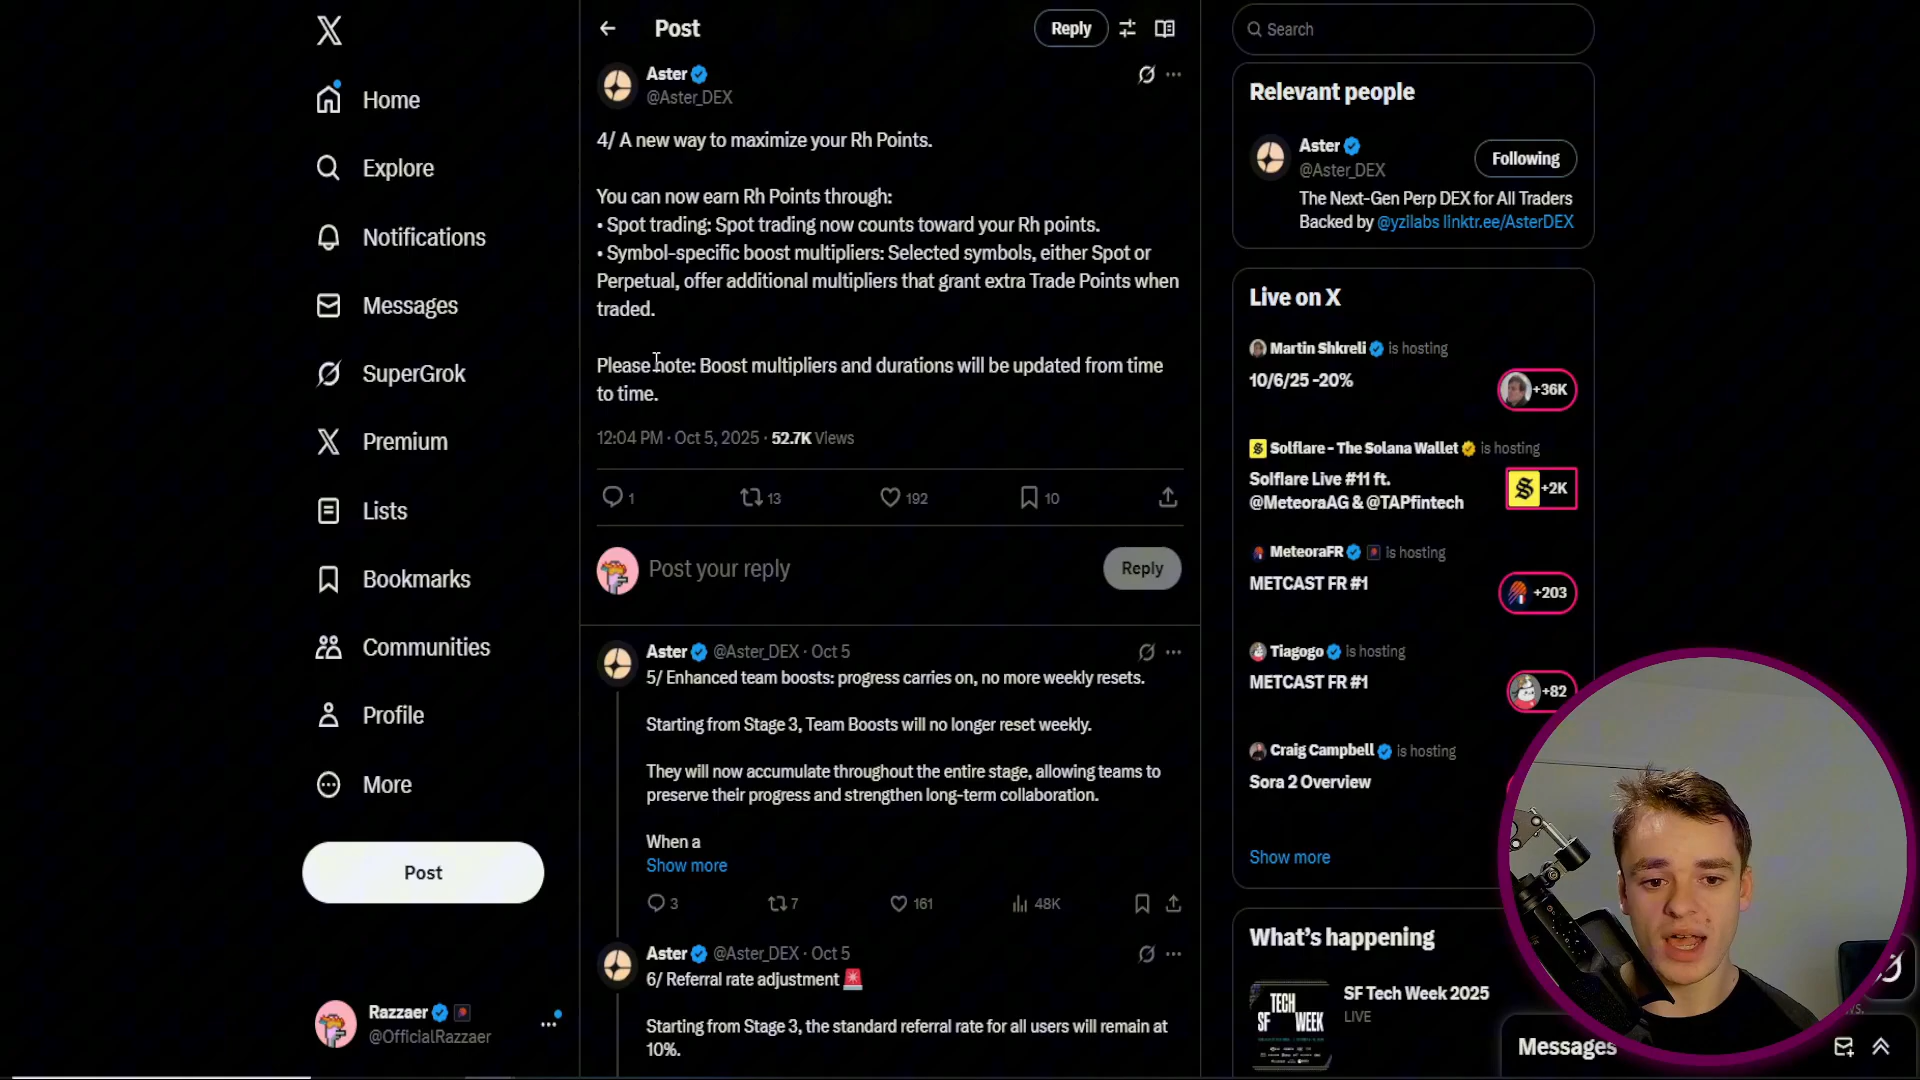 Home
Explore
Notifications
Messages
SuperGrok
Premium
Lists
Bookmarks
Communities
Profile
More
Post
Razzaer
@OfficialRazzaer
Post
Reply
Aster
@Aster_DEX
4/ A new way to maximize your Rh Points.
You can now earn Rh Points through:
• Spot trading: Spot trading now counts toward your Rh points.
• Symbol-specific boost multipliers: Selected symbols, either Spot or
Perpetual, offer additional multipliers that grant extra Trade Points when
traded.
Please note: Boost multipliers and durations will be updated from time
to time.
12:04 PM · Oct 5, 2025 · 52.7K Views
1
13
192
10
Post your reply
Reply
Aster @Aster_DEX · Oct 5
5/ Enhanced team boosts: progress carries on, no more weekly resets.
Starting from Stage 3, Team Boosts will no longer reset weekly.
They will now accumulate throughout the entire stage, allowing teams to
preserve their progress and strengthen long-term collaboration.
When a
Show more
3
7
161
48K
Aster @Aster_DEX · Oct 5
6/ Referral rate adjustment
Starting from Stage 3, the standard referral rate for all users will remain at
10%.
Search
Relevant people
Aster
@Aster_DEX
Following
The Next-Gen Perp DEX for All Traders
Backed by @yzilabs linktr.ee/AsterDEX
Live on X
Martin Shkreli is hosting
10/6/25 -20%
+36K
Solflare - The Solana Wallet is hosting
Solflare Live #11 ft.
@MeteoraAG & @TAPfintech
+2K
MeteoraFR is hosting
METCAST FR #1
+203
Tiagogo is hosting
METCAST FR #1
+82
Craig Campbell is hosting
Sora 2 Overview
Show more
What's happening
TECH
SF WEEK
SF Tech Week 2025
LIVE
Messages